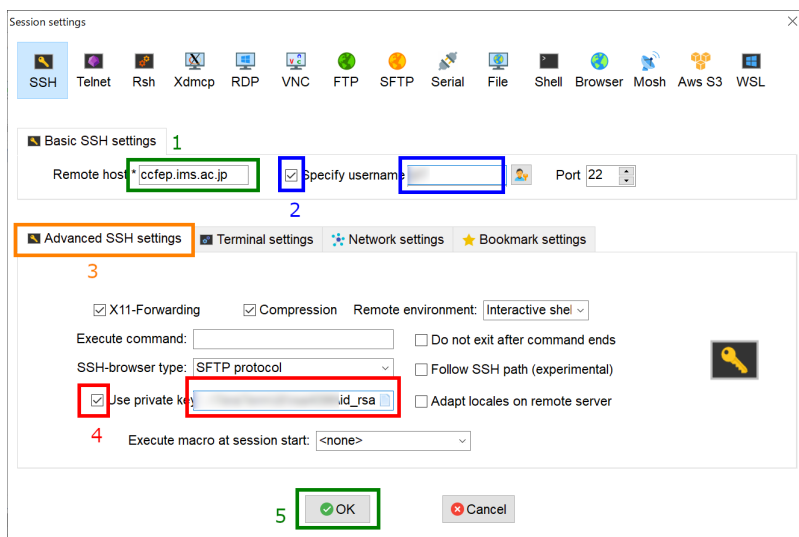 Session settings
SSH Telnet Rsh Xdmcp RDP VNC FTP SFTP Serial File Shell Browser Mosh Aws S3 WSL
Basic SSH settings 1
Remote host * ccfep.ims.ac.jp Specify username Port 22
2
Advanced SSH settings Terminal settings Network settings Bookmark settings
3
X11-Forwarding Compression Remote environment: Interactive shel
Execute command: Do not exit after command ends
SSH-browser type: SFTP protocol Follow SSH path (experimental)
Use private key \id_rsa Adapt locales on remote server
4
Execute macro at session start: <none>
5 OK Cancel